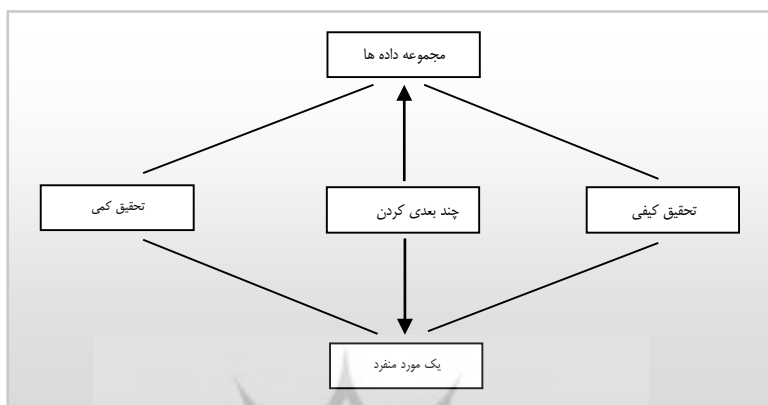 مجموعه داده ها
تحقیق کیفی
چند بعدی کردن
تحقیق کمی
یک مورد منفرد